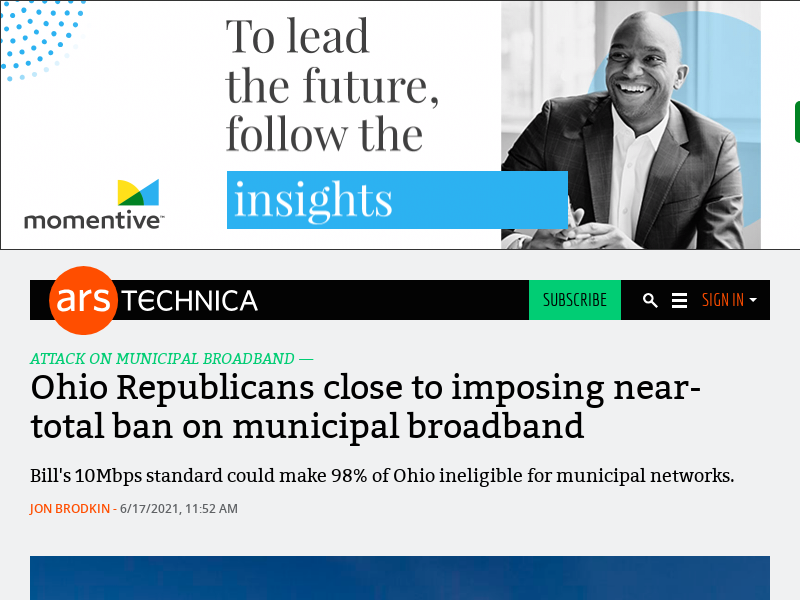 To lead
the future,
follow the
insights
momentive™
ars TECHNICA
SUBSCRIBE
SIGN IN
ATTACK ON MUNICIPAL BROADBAND —
Ohio Republicans close to imposing near-
total ban on municipal broadband
Bill's 10Mbps standard could make 98% of Ohio ineligible for municipal networks.
JON BRODKIN - 6/17/2021, 11:52 AM